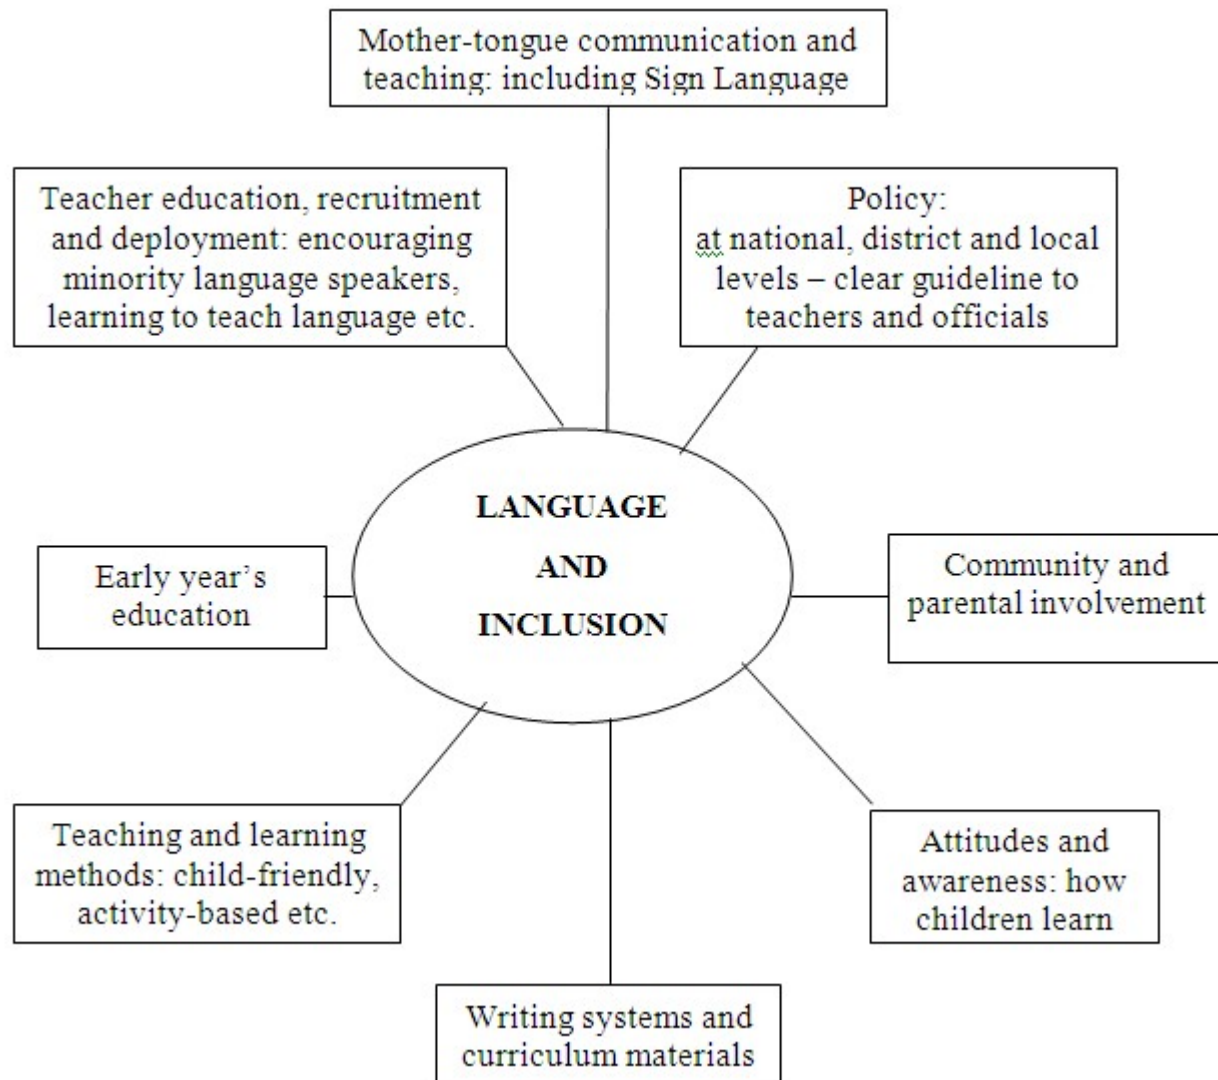 Mother-tongue communication and
teaching: including Sign Language
Teacher education, recruitment
and deployment: encouraging
minority language speakers,
learning to teach language etc.
Policy:
at national, district and local
levels – clear guideline to
teachers and officials
LANGUAGE
AND
INCLUSION
Early year’s
education
Community and
parental involvement
Teaching and learning
methods: child-friendly,
activity-based etc.
Attitudes and
awareness: how
children learn
Writing systems and
curriculum materials